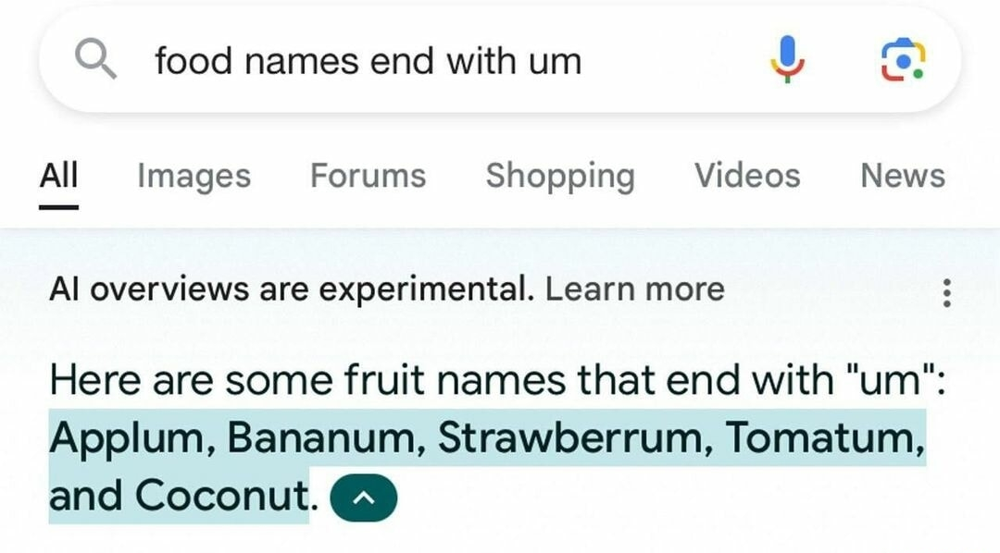 food names end with um
All Images Forums Shopping Videos News
AI overviews are experimental. Learn more
Here are some fruit names that end with "um":
Applum, Bananum, Strawberrum, Tomatum,
and Coconut.